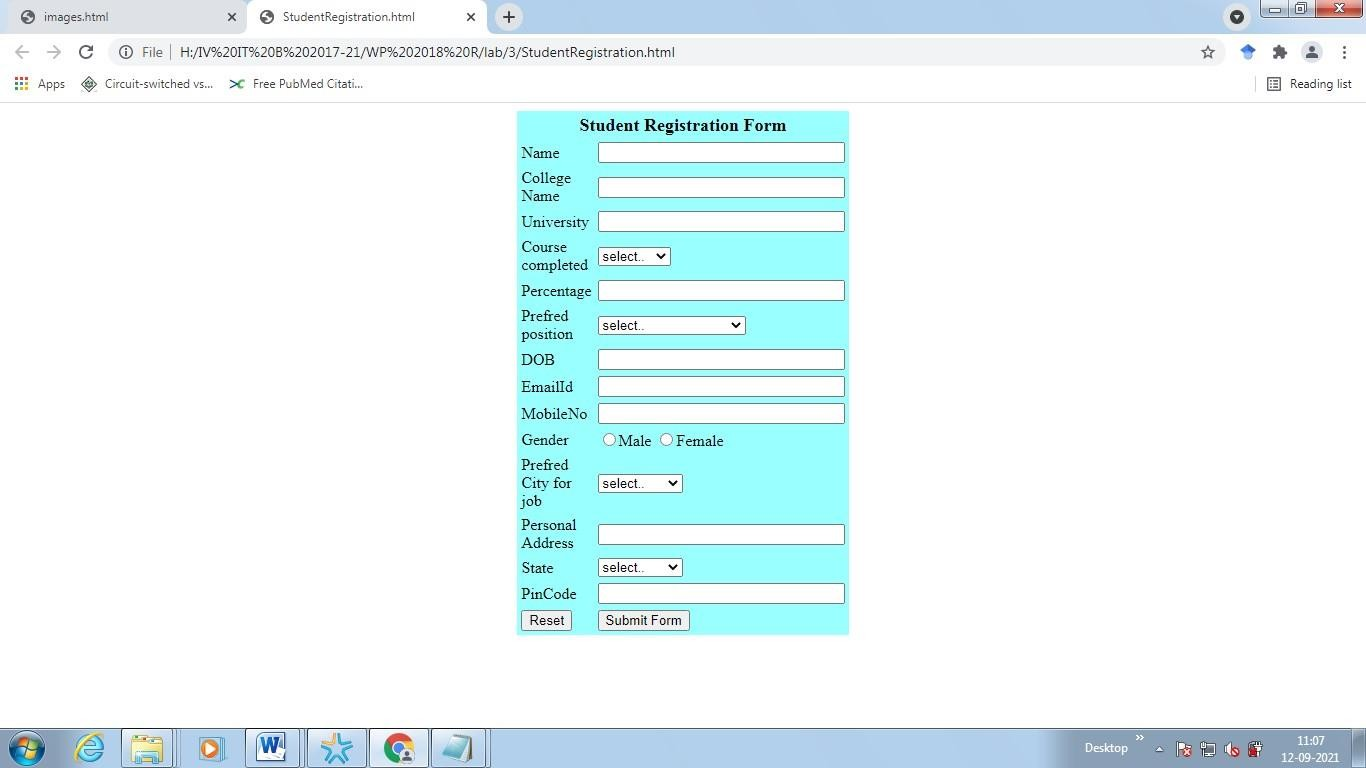 images.html
StudentRegistration.html
File
H:/IV%20IT%20B%202017-21/WP%202018%20R/lab/3/StudentRegistration.html
Apps
Circuit-switched vs...
Free PubMed Citati...
Reading list
Student Registration Form
Name
College
Name
University
Course
completed
select..
Percentage
Prefred
position
select..
DOB
EmailId
MobileNo
Gender
Male
Female
Prefred
City for
job
select..
Personal
Address
State
select..
PinCode
Reset
Submit Form
Desktop
11:07
12-09-2021